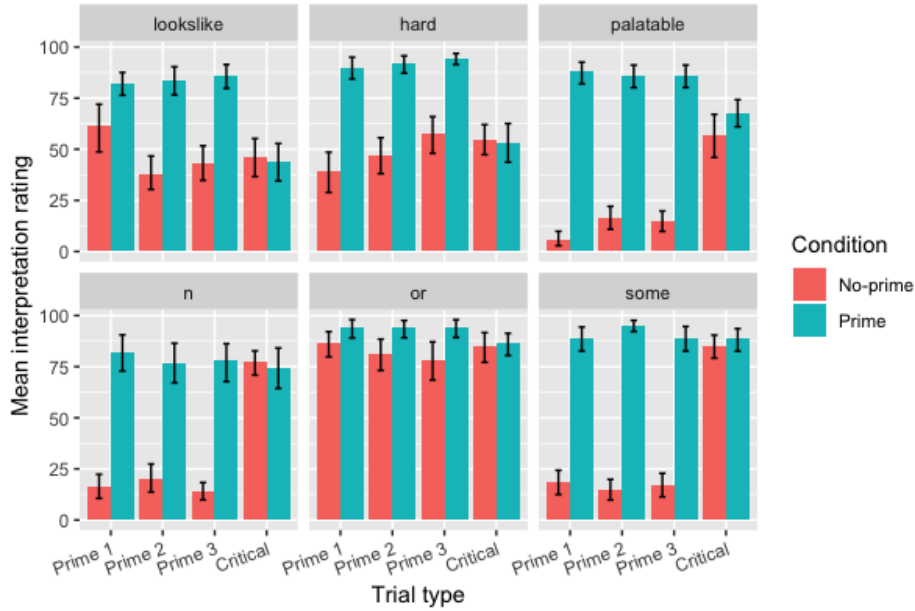 lookslike
hard
palatable
100
75
50
25
0
n
or
some
100
75
50
25
0
Mean interpretation rating
Prime 1
Prime 2
Prime 3
Critical
Prime 1
Prime 2
Prime 3
Critical
Prime 1
Prime 2
Prime 3
Critical
Trial type
Condition
No-prime
Prime